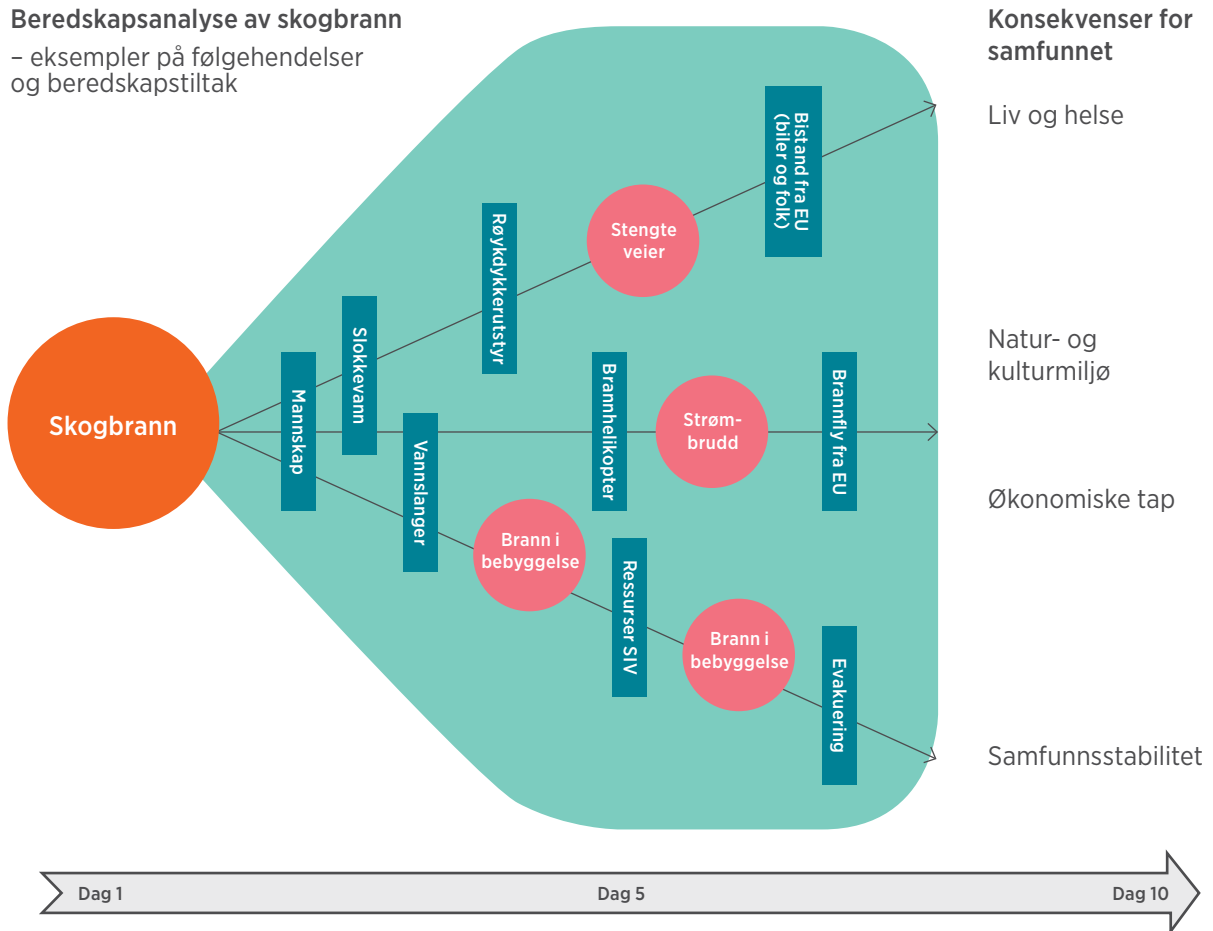 Beredskapsanalyse av skogbrann
– eksempler på følgehendelser
og beredskapstiltak
Konsekvenser for
samfunnet
Liv og helse
Natur- og
kulturmiljø
Økonomiske tap
Samfunnsstabilitet
Skogbrann
Mannskap
Slokkevann
Vannslanger
Røykdykkerutstyr
Brann i
bebyggelse
Brannhelikopter
Ressurser SIV
Stengte
veier
Strøm-
brudd
Brann i
bebyggelse
Bistand fra EU
(biler og folk)
Brannfly fra EU
Evakuering
Dag 1
Dag 5
Dag 10